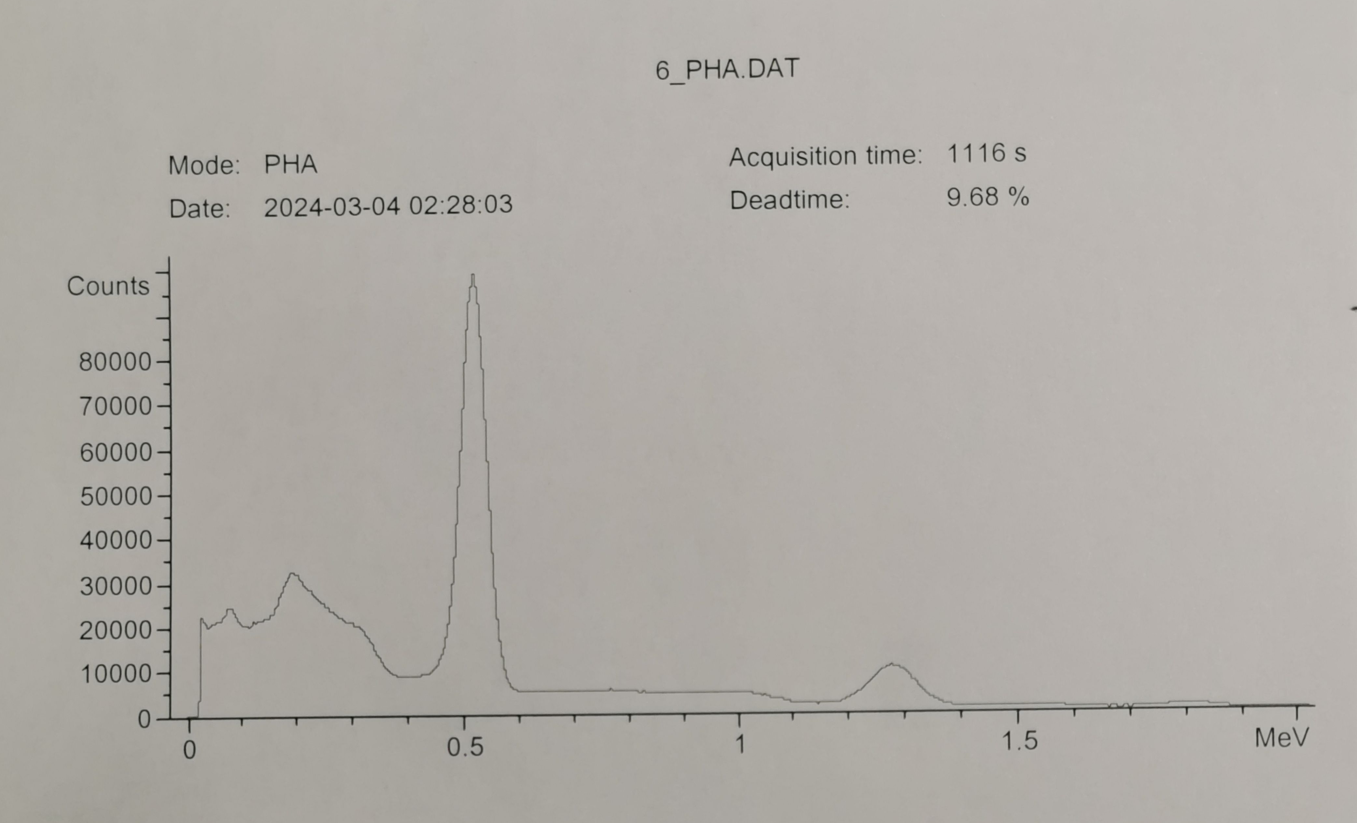 6_PHA.DAT
Mode: PHA
Acquisition time: 1116 s
Date: 2024-03-04 02:28:03
Deadtime: 9.68 %
Counts
80000
70000
60000
50000
40000
30000
20000
10000
0
0 0.5 1 1.5 MeV